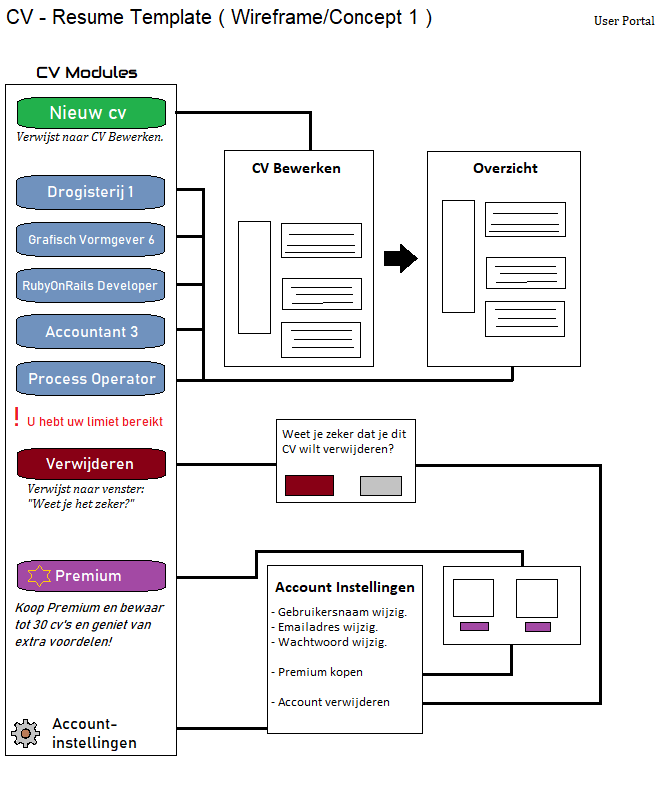 CV - Resume Template ( Wireframe/Concept 1 )
User Portal
CV Modules
Nieuw cv
Verwijst naar CV Bewerken.
Drogisterij 1
Grafisch Vormgever 6
RubyOnRails Developer
Accountant 3
Process Operator
! U hebt uw limiet bereikt
Verwijderen
Verwijst naar venster:
"Weet je het zeker?"
Premium
Koop Premium en bewaar
tot 30 cv's en geniet van
extra voordelen!
Account-
instellingen
CV Bewerken
Overzicht
Weet je zeker dat je dit
CV wilt verwijderen?
Account Instellingen
- Gebruikersnaam wijzig.
- Emailadres wijzig.
- Wachtwoord wijzig.
- Premium kopen
- Account verwijderen